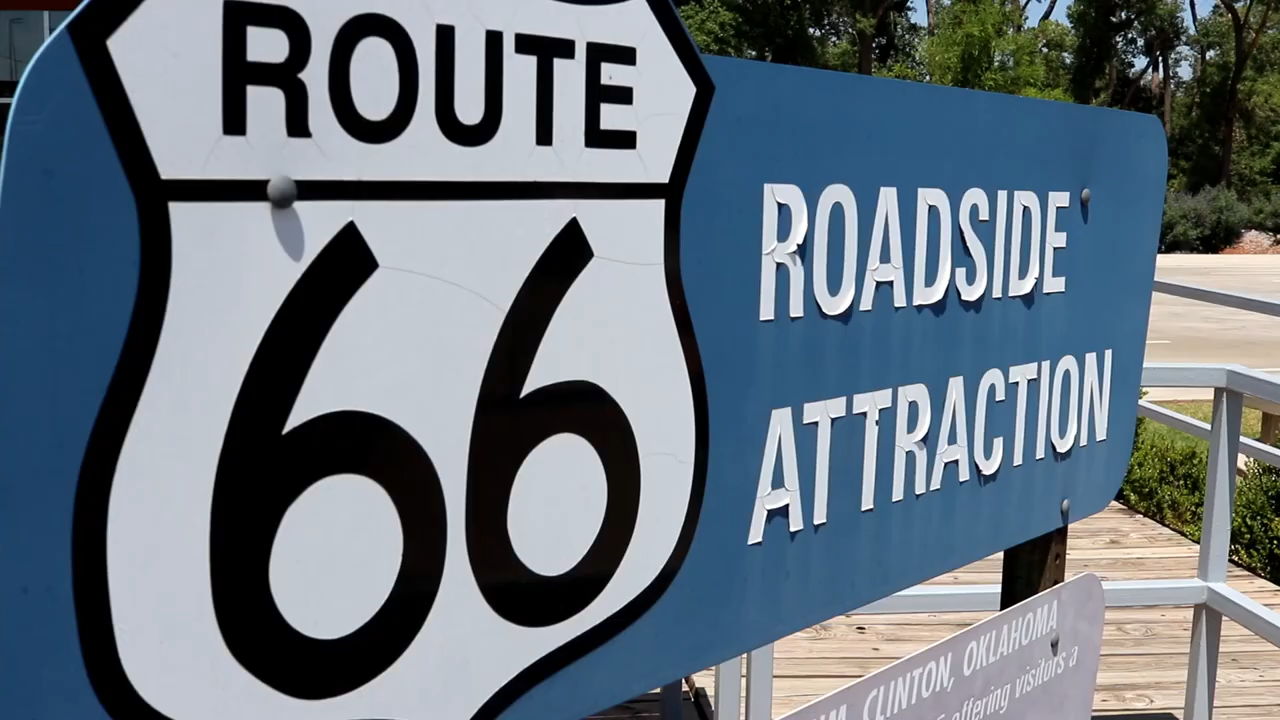 ROUTE
66
ROADSIDE
ATTRACTION
CLINTON, OKLAHOMA
offering visitors a